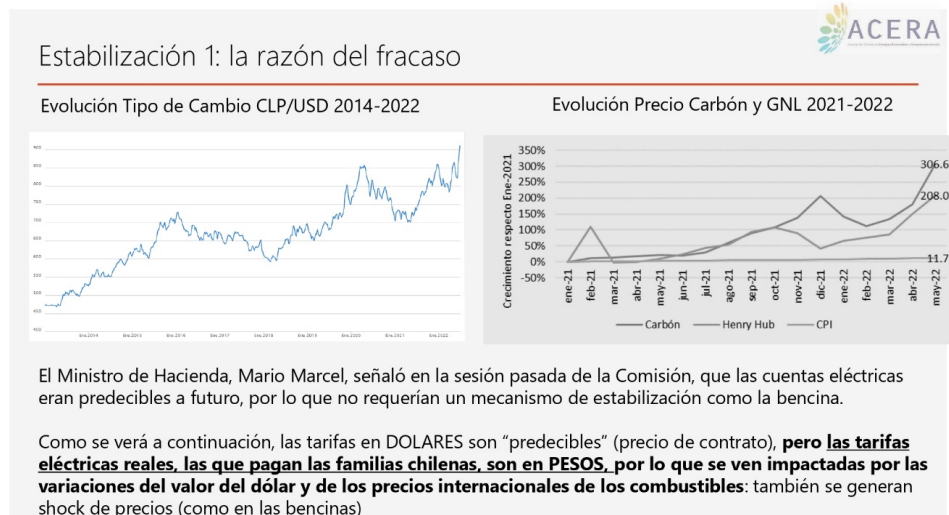 ACERA
Estabilización 1: la razón del fracaso
Evolución Tipo de Cambio CLP/USD 2014-2022
Evolución Precio Carbón y GNL 2021-2022
Crecimiento respecto Ene-2021
350%
300%
250%
200%
150%
100%
50%
0%
-50%
306.6
208.0
11.7
ene-21
feb-21
mar-21
abr-21
may-21
jun-21
jul-21
ago-21
sep-21
oct-21
nov-21
dic-21
ene-22
feb-22
mar-22
abr-22
may-22
Carbón
Henry Hub
CPI
El Ministro de Hacienda, Mario Marcel, señaló en la sesión pasada de la Comisión, que las cuentas eléctricas
eran predecibles a futuro, por lo que no requerían un mecanismo de estabilización como la bencina.
Como se verá a continuación, las tarifas en DOLARES son “predecibles” (precio de contrato), pero las tarifas
eléctricas reales, las que pagan las familias chilenas, son en PESOS, por lo que se ven impactadas por las
variaciones del valor del dólar y de los precios internacionales de los combustibles: también se generan
shock de precios (como en las bencinas)